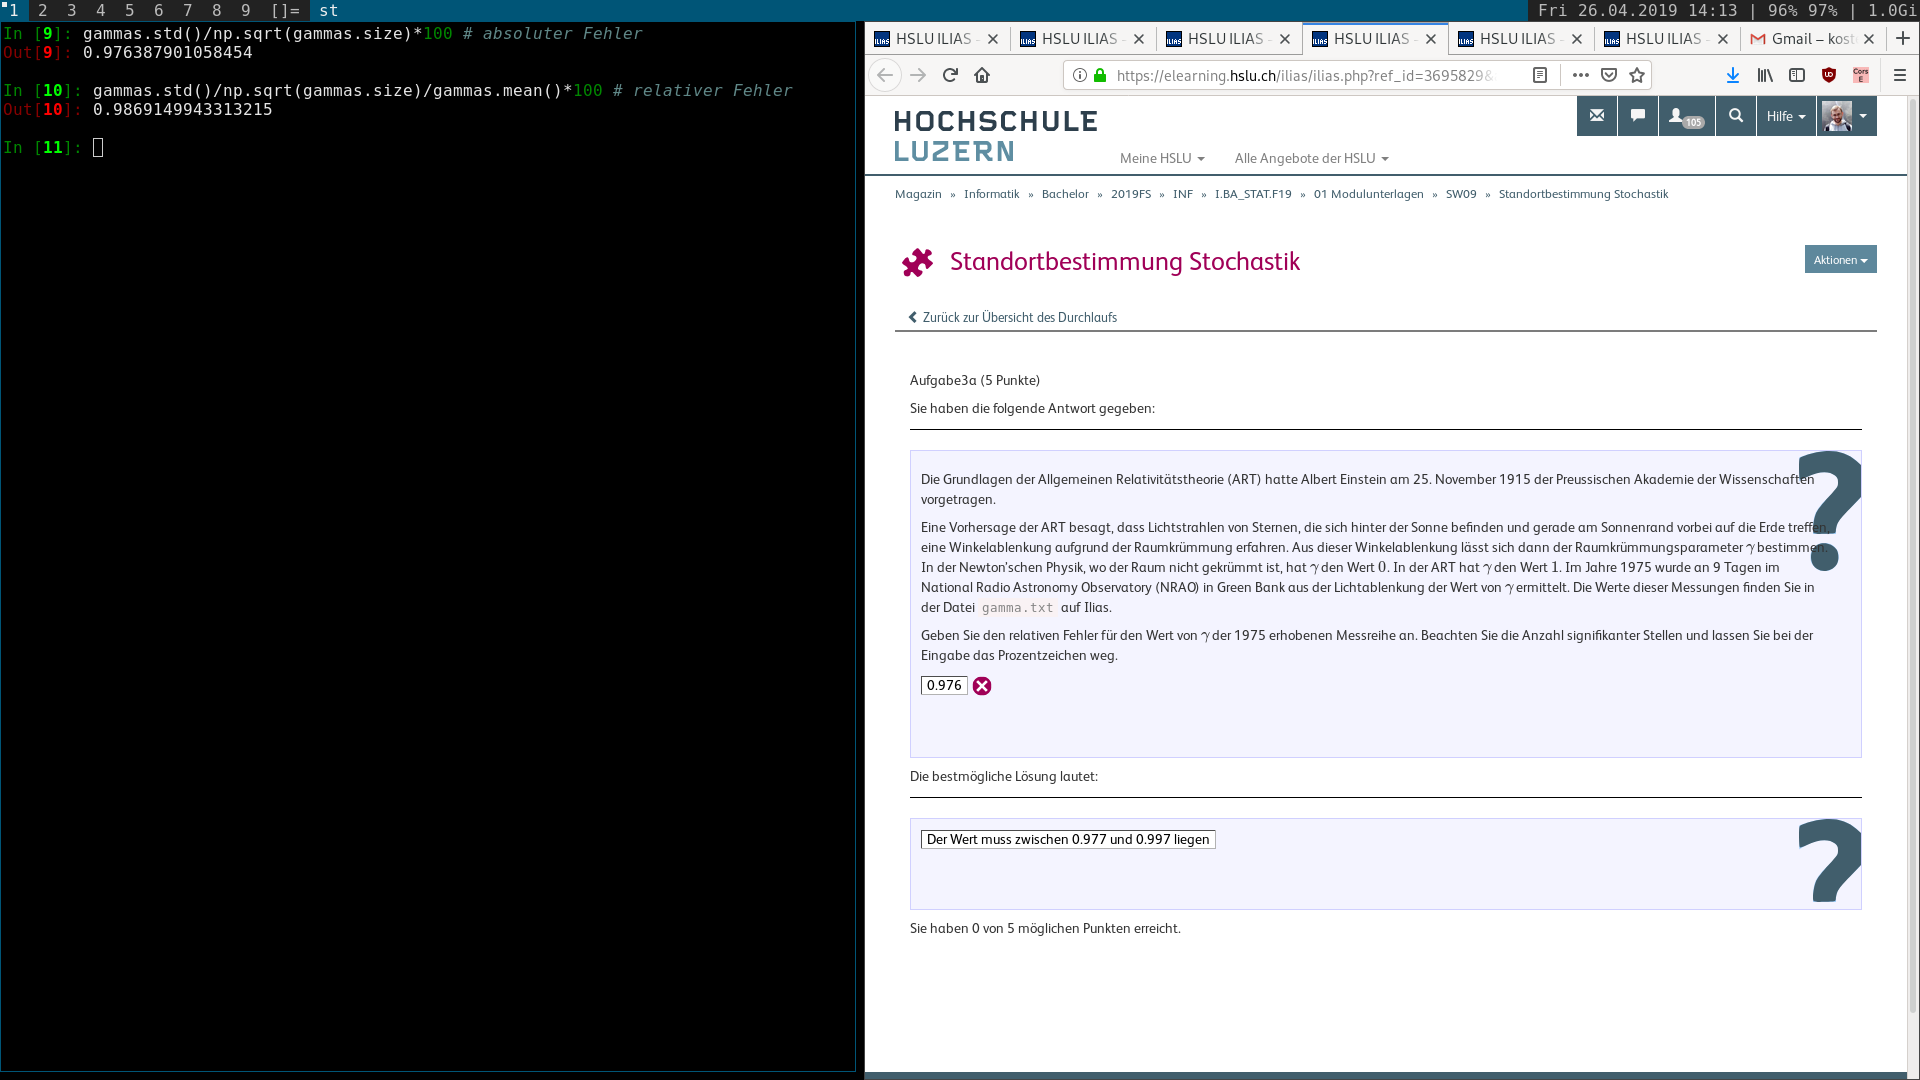 1 2 3 4 5 6 7 8 9 []= st
Fri 26.04.2019 14:13 | 96% 97% | 1.0Gi
In [9]: gammas.std()/np.sqrt(gammas.size)*100 # absoluter Fehler
Out[9]: 0.976387901058454
In [10]: gammas.std()/np.sqrt(gammas.size)/gammas.mean()*100 # relativer Fehler
Out[10]: 0.9869149943313215
In [11]:
HSLU ILIAS - HSLU ILIAS - HSLU ILIAS - HSLU ILIAS - HSLU ILIAS - HSLU ILIAS - Gmail – kost
https://elearning.hslu.ch/ilias/ilias.php?ref_id=3695829&
HOCHSCHULE
LUZERN
105
Hilfe
Meine HSLU Alle Angebote der HSLU
Magazin » Informatik » Bachelor » 2019FS » INF » I.BA_STAT.F19 » 01 Modulunterlagen » SW09 » Standortbestimmung Stochastik
Standortbestimmung Stochastik
Aktionen
Zurück zur Übersicht des Durchlaufs
Aufgabe3a (5 Punkte)
Sie haben die folgende Antwort gegeben:
Die Grundlagen der Allgemeinen Relativitätstheorie (ART) hatte Albert Einstein am 25. November 1915 der Preussischen Akademie der Wissenschaften
vorgetragen.
Eine Vorhersage der ART besagt, dass Lichtstrahlen von Sternen, die sich hinter der Sonne befinden und gerade am Sonnenrand vorbei auf die Erde treffen,
eine Winkelablenkung aufgrund der Raumkrümmung erfahren. Aus dieser Winkelablenkung lässt sich dann der Raumkrümmungsparameter γ bestimmen.
In der Newton'schen Physik, wo der Raum nicht gekrümmt ist, hat γ den Wert 0. In der ART hat γ den Wert 1. Im Jahre 1975 wurde an 9 Tagen im
National Radio Astronomy Observatory (NRAO) in Green Bank aus der Lichtablenkung der Wert von γ ermittelt. Die Werte dieser Messungen finden Sie in
der Datei gamma.txt auf Ilias.
Geben Sie den relativen Fehler für den Wert von γ der 1975 erhobenen Messreihe an. Beachten Sie die Anzahl signifikanter Stellen und lassen Sie bei der
Eingabe das Prozentzeichen weg.
0.976
Die bestmögliche Lösung lautet:
Der Wert muss zwischen 0.977 und 0.997 liegen
Sie haben 0 von 5 möglichen Punkten erreicht.